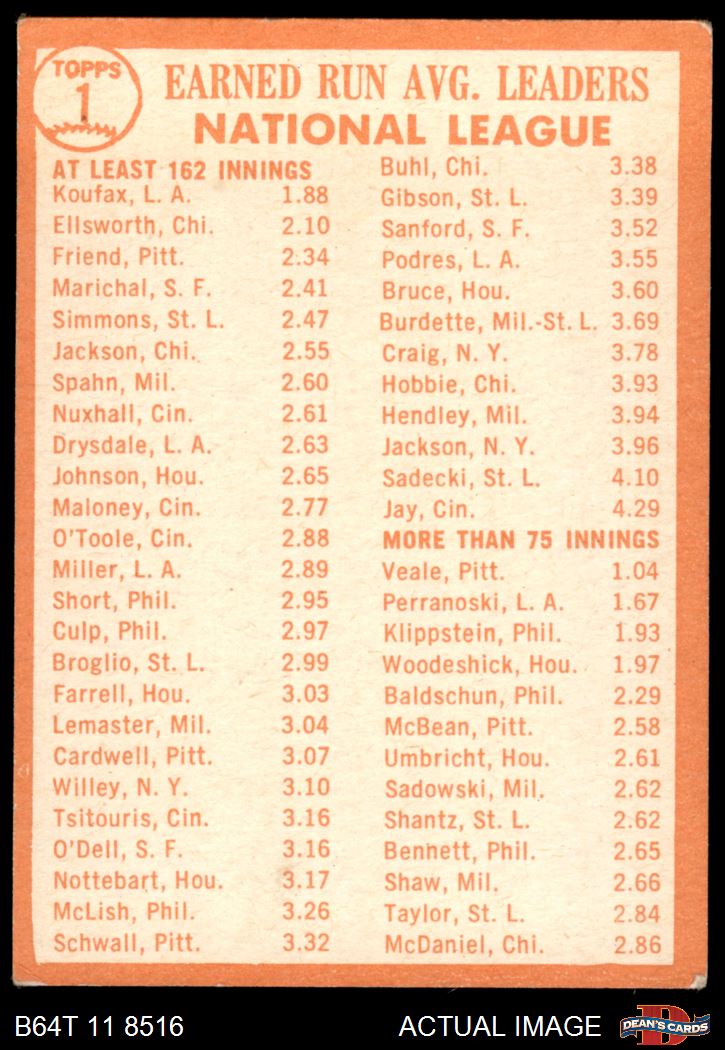 TOPPS
1
EARNED RUN AVG. LEADERS
NATIONAL LEAGUE
AT LEAST 162 INNINGS
Koufax, L. A. 1.88
Ellsworth, Chi. 2.10
Friend, Pitt. 2.34
Marichal, S. F. 2.41
Simmons, St. L. 2.47
Jackson, Chi. 2.55
Spahn, Mil. 2.60
Nuxhall, Cin. 2.61
Drysdale, L. A. 2.63
Johnson, Hou. 2.65
Maloney, Cin. 2.77
O'Toole, Cin. 2.88
Miller, L. A. 2.89
Short, Phil. 2.95
Culp, Phil. 2.97
Broglio, St. L. 2.99
Farrell, Hou. 3.03
Lemaster, Mil. 3.04
Cardwell, Pitt. 3.07
Willey, N. Y. 3.10
Tsitouris, Cin. 3.16
O'Dell, S. F. 3.16
Nottebart, Hou. 3.17
McLish, Phil. 3.26
Schwall, Pitt. 3.32
Buhl, Chi. 3.38
Gibson, St. L. 3.39
Sanford, S. F. 3.52
Podres, L. A. 3.55
Bruce, Hou. 3.60
Burdette, Mil.-St. L. 3.69
Craig, N. Y. 3.78
Hobbie, Chi. 3.93
Hendley, Mil. 3.94
Jackson, N. Y. 3.96
Sadecki, St. L. 4.10
Jay, Cin. 4.29
MORE THAN 75 INNINGS
Veale, Pitt. 1.04
Perranoski, L. A. 1.67
Klippstein, Phil. 1.93
Woodeshick, Hou. 1.97
Baldschun, Phil. 2.29
McBean, Pitt. 2.58
Umbricht, Hou. 2.61
Sadowski, Mil. 2.62
Shantz, St. L. 2.62
Bennett, Phil. 2.65
Shaw, Mil. 2.66
Taylor, St. L. 2.84
McDaniel, Chi. 2.86
B64T 11 8516 ACTUAL IMAGE
D
DEAN'S CARDS